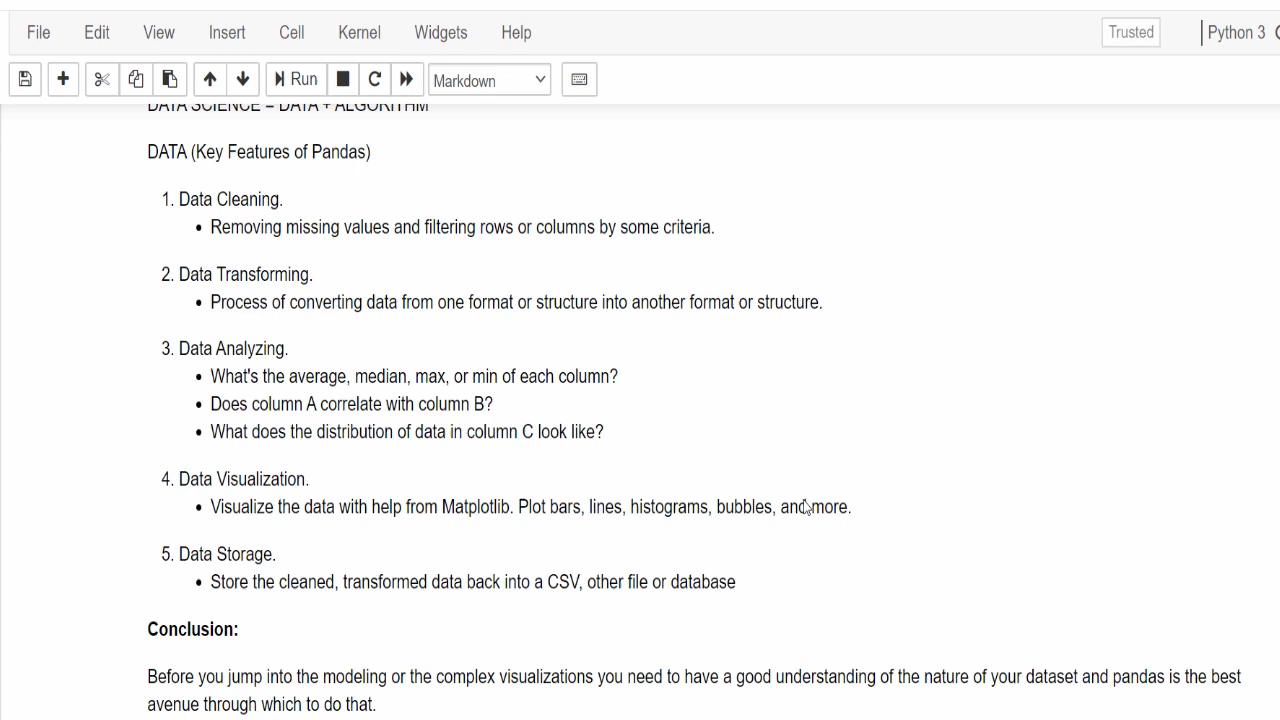 File Edit View Insert Cell Kernel Widgets Help Trusted Python 3
Run Markdown
DATA SCIENCE = DATA + ALGORITHM
DATA (Key Features of Pandas)
1. Data Cleaning.
• Removing missing values and filtering rows or columns by some criteria.
2. Data Transforming.
• Process of converting data from one format or structure into another format or structure.
3. Data Analyzing.
• What's the average, median, max, or min of each column?
• Does column A correlate with column B?
• What does the distribution of data in column C look like?
4. Data Visualization.
• Visualize the data with help from Matplotlib. Plot bars, lines, histograms, bubbles, and more.
5. Data Storage.
• Store the cleaned, transformed data back into a CSV, other file or database
Conclusion:
Before you jump into the modeling or the complex visualizations you need to have a good understanding of the nature of your dataset and pandas is the best
avenue through which to do that.